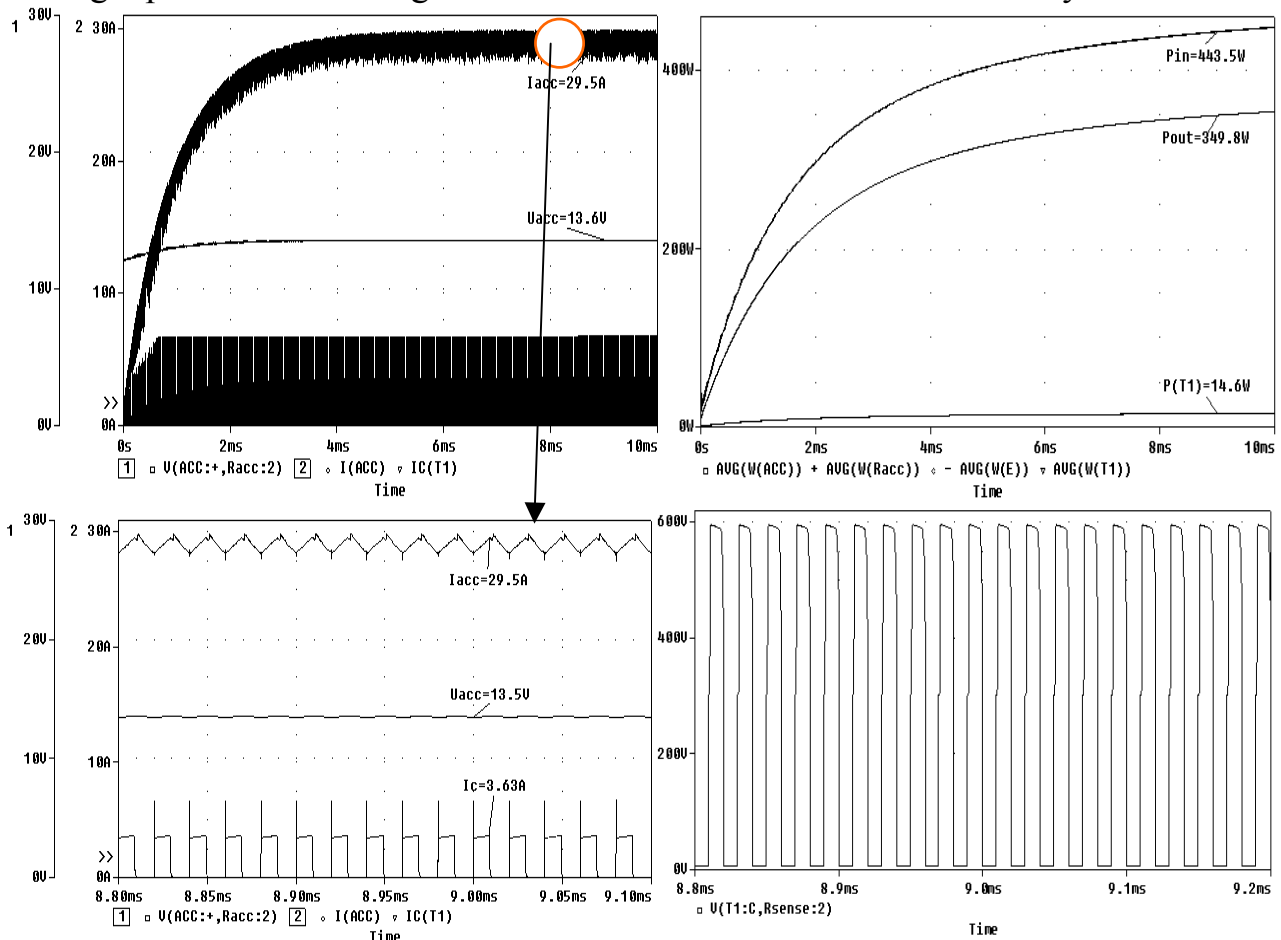 1
30V
2
30A
Iacc=29.5A
20V
20A
Uacc=13.6V
10V
10A
>>
0V
0A
0s 2ms 4ms 6ms 8ms 10ms
1 V(ACC:+,Racc:2) 2 I(ACC) IC(T1)
Time
400W
Pin=443.5W
Pout=349.8W
200W
P(T1)=14.6W
0W
0s 2ms 4ms 6ms 8ms 10ms
AVG(W(ACC)) + AVG(W(Racc)) - AVG(W(E)) AVG(W(T1))
Time
1
30V
2
30A
Iacc=29.5A
20V
20A
Uacc=13.5V
10V
10A
Ic=3.63A
>>
0V
0A
8.80ms 8.85ms 8.90ms 8.95ms 9.00ms 9.05ms 9.10ms
1 V(ACC:+,Racc:2) 2 I(ACC) IC(T1)
Time
600V
400V
200V
0V
8.8ms 8.9ms 9.0ms 9.1ms 9.2ms
V(T1:C,Rsense:2)
Time